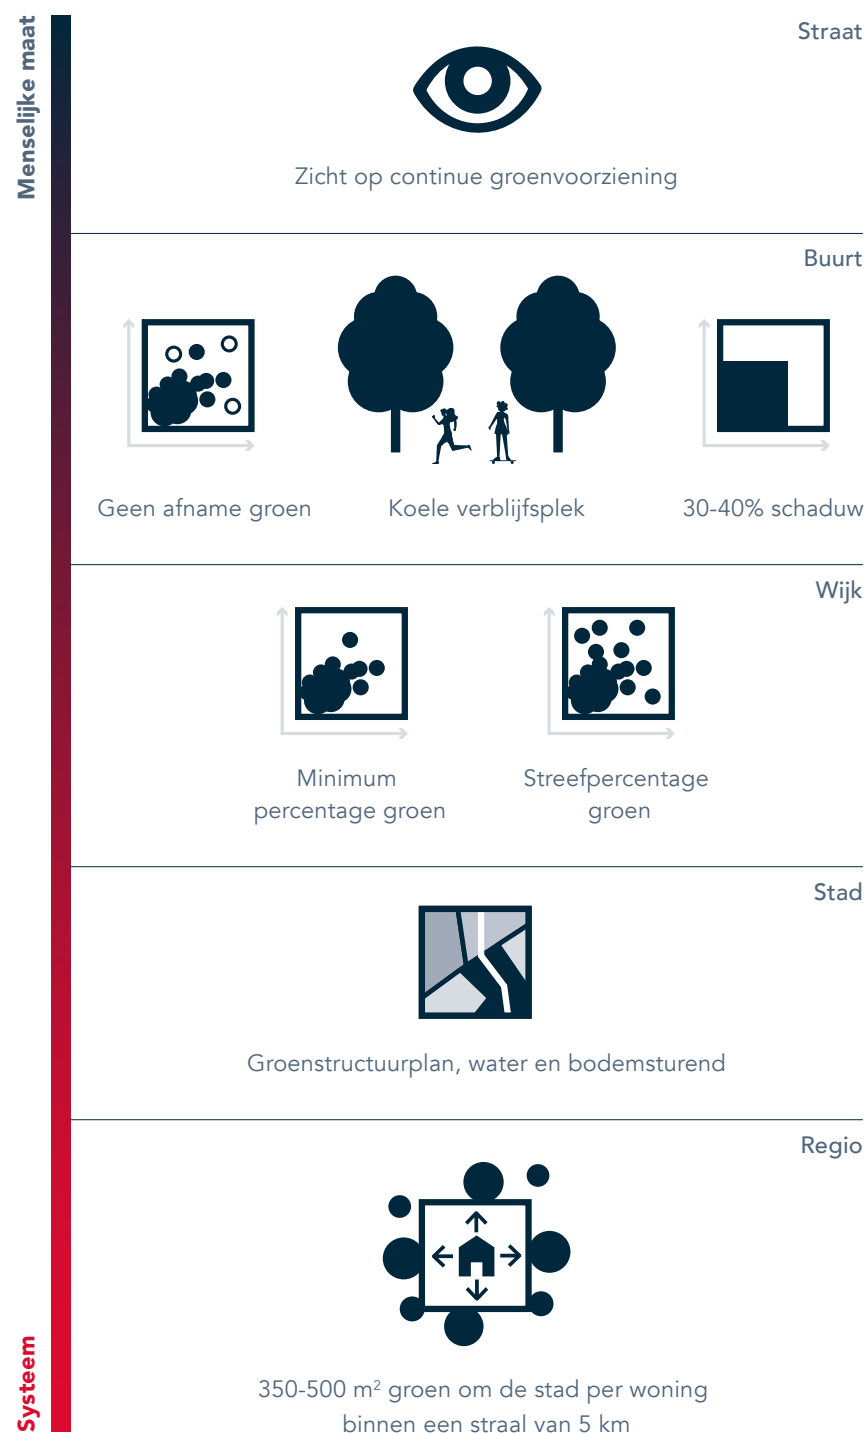 Menselijke maat
Straat
Zicht op continue groenvoorziening
Buurt
Geen afname groen
Koele verblijfsplek
30-40% schaduw
Wijk
Minimum
percentage groen
Streefpercentage
groen
Stad
Groenstructuurplan, water en bodemsturend
Regio
350-500 m² groen om de stad per woning
binnen een straal van 5 km
Systeem